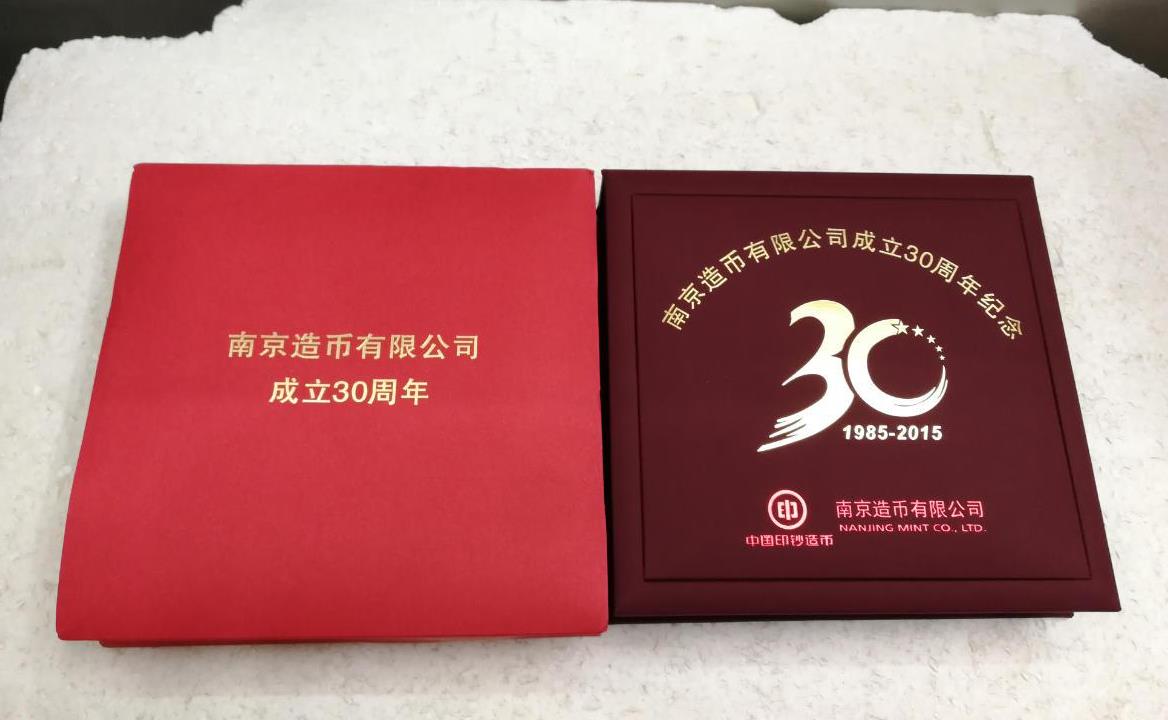 南京造币有限公司
成立30周年
南京造币有限公司成立30周年纪念
30
1985-2015
中国印钞造币
南京造币有限公司
NANJING MINT CO., LTD.